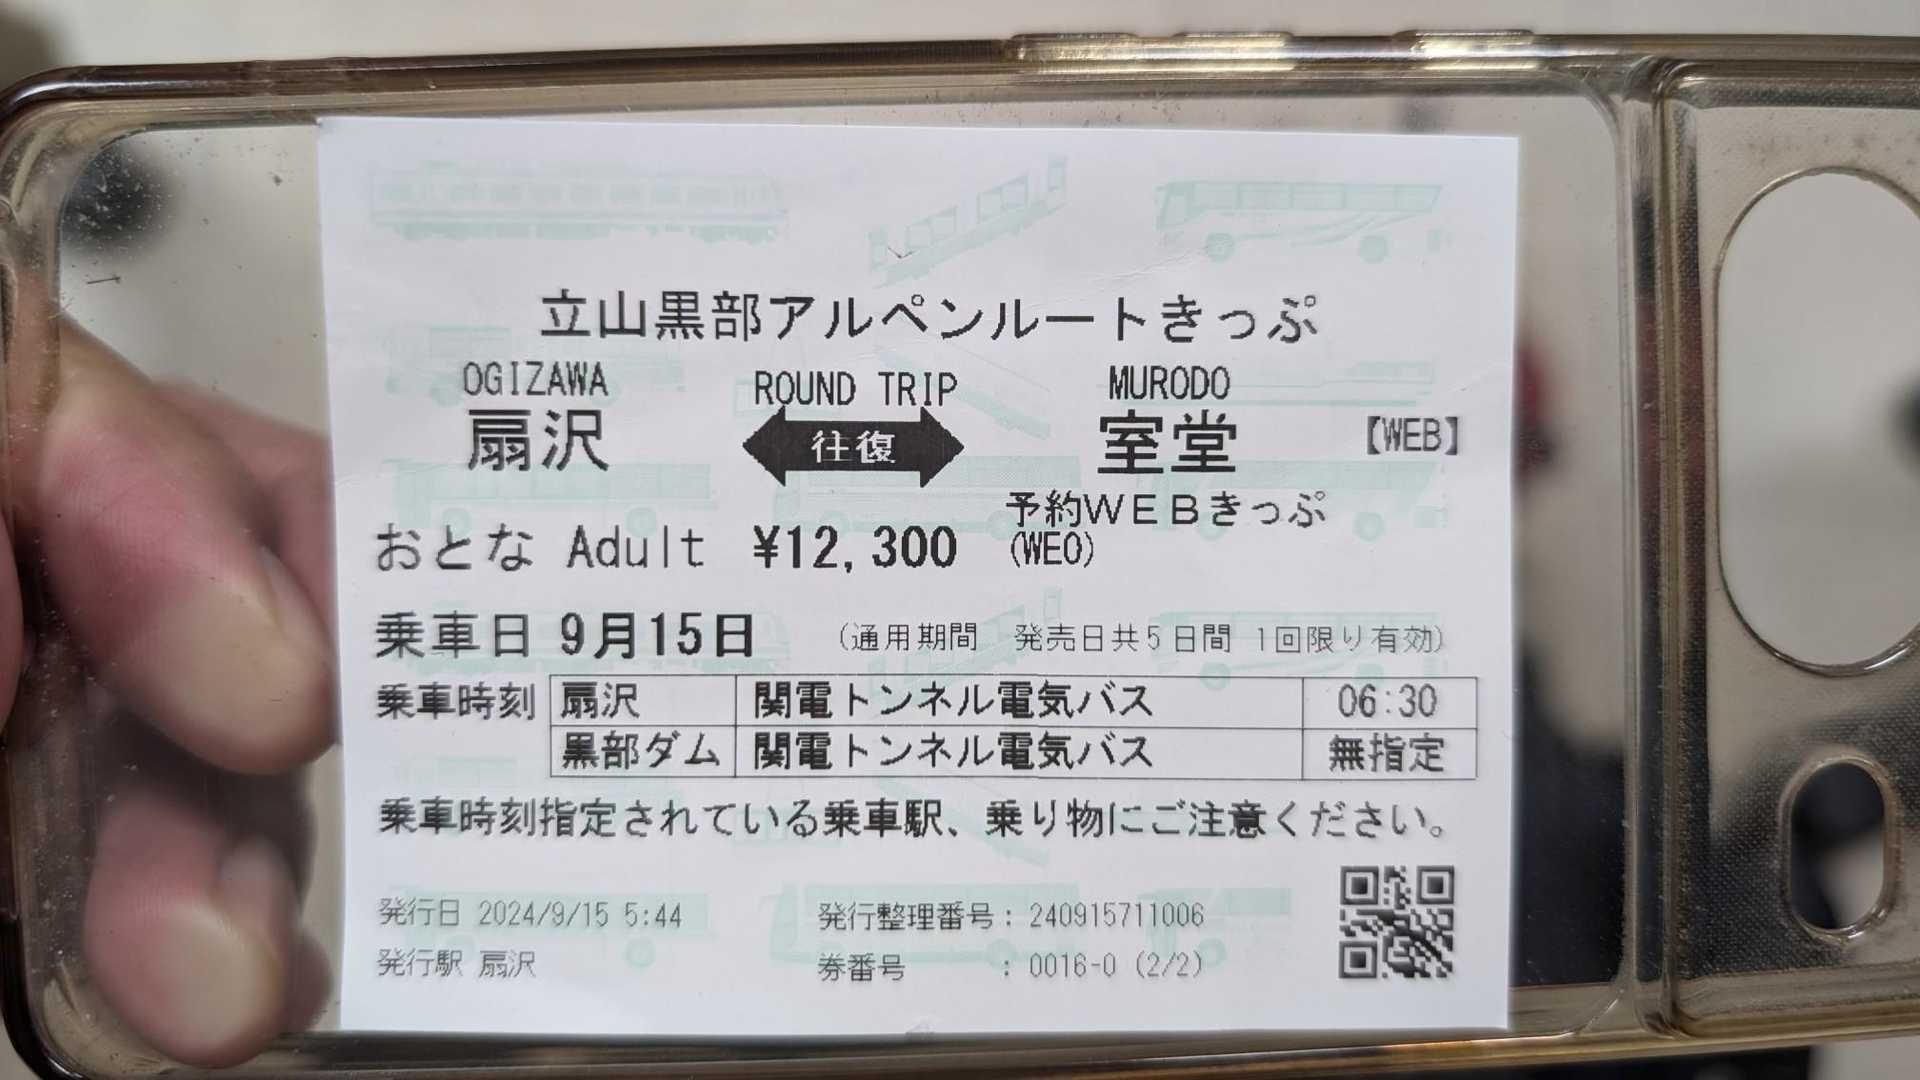 立山黒部アルペンルートきっぷ
OGIZAWA ROUND TRIP MURODO
扇沢 往復 室堂 【WEB】
予約WEBきっぷ
おとな Adult ¥12,300 (WEO)
乗車日 9月15日 (通用期間 発売日共5日間 1回限り有効)
乗車時刻 扇沢 関電トンネル電気バス 06:30
黒部ダム 関電トンネル電気バス 無指定
乗車時刻指定されている乗車駅、乗り物にご注意ください。
発行日 2024/9/15 5:44 発行整理番号: 240915711006
発行駅 扇沢 券番号 : 0016-0 (2/2)